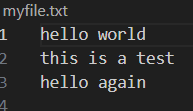 myfile.txt
1 hello world
2 this is a test
3 hello again
4